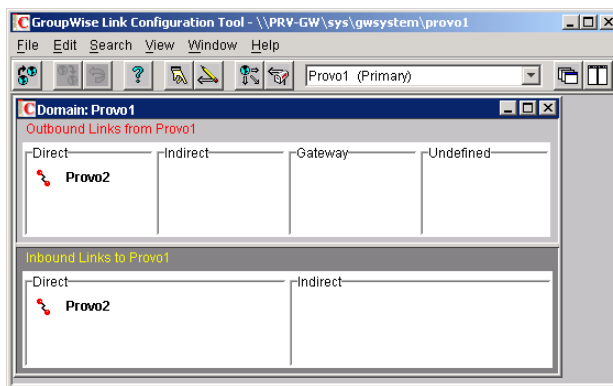 GroupWise Link Configuration Tool - \\PRV-GW\sys\gwsystem\provo1
File Edit Search View Window Help
Provo1 (Primary)
Domain: Provo1
Outbound Links from Provo1
Direct Indirect Gateway Undefined
Provo2
Inbound Links to Provo1
Direct Indirect
Provo2